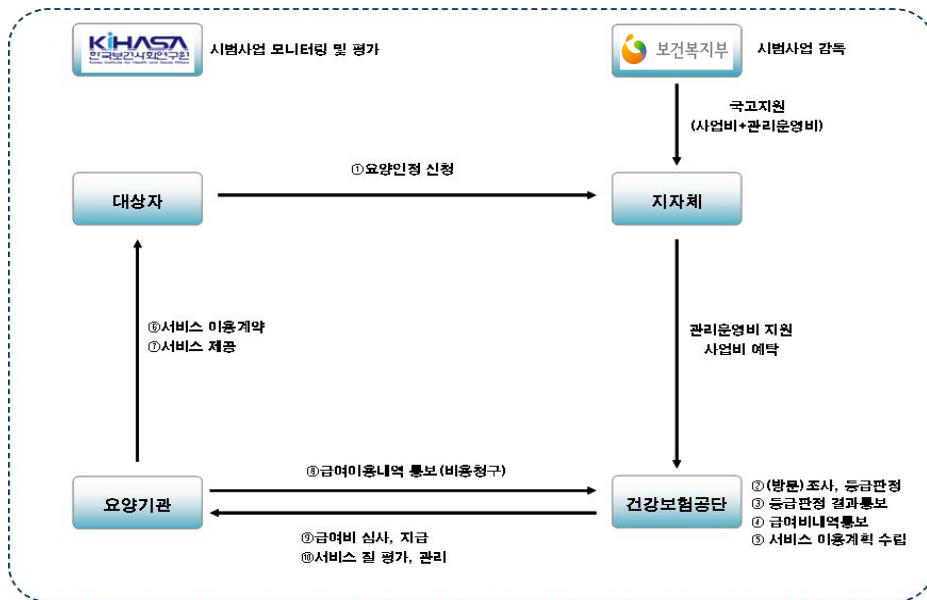 KiHASA
한국보건사회연구원
Korea Institute for Health and Social Affairs
시범사업 모니터링 및 평가
보건복지부
시범사업 감독
국고지원
(사업비+관리운영비)
①요양인정 신청
대상자
지자체
⑥서비스 이용계약
⑦서비스 제공
관리운영비 지원
사업비 예탁
⑧급여이용내역 통보(비용청구)
요양기관
건강보험공단
②(방문)조사, 등급판정
③ 등급판정 결과통보
④ 급여비내역통보
⑤ 서비스 이용계획 수립
⑨급여비 심사, 지급
⑩서비스 질 평가, 관리